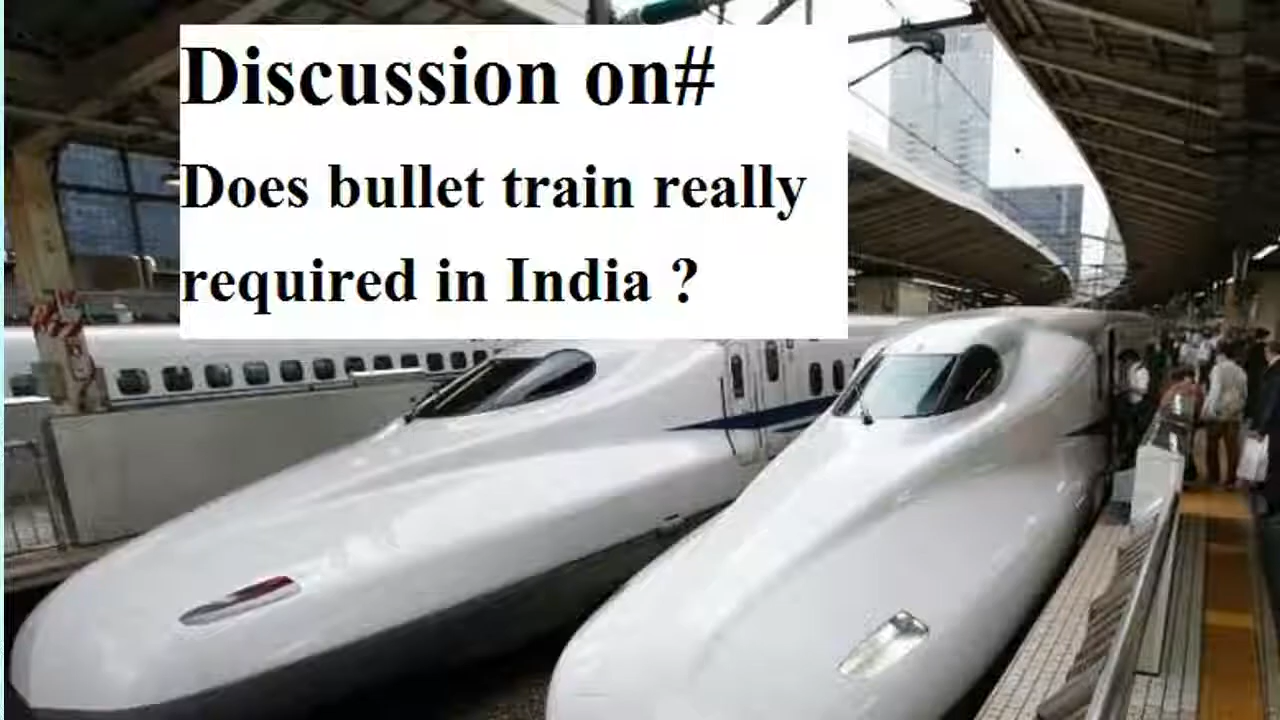 Discussion on#
Does bullet train really
required in India ?